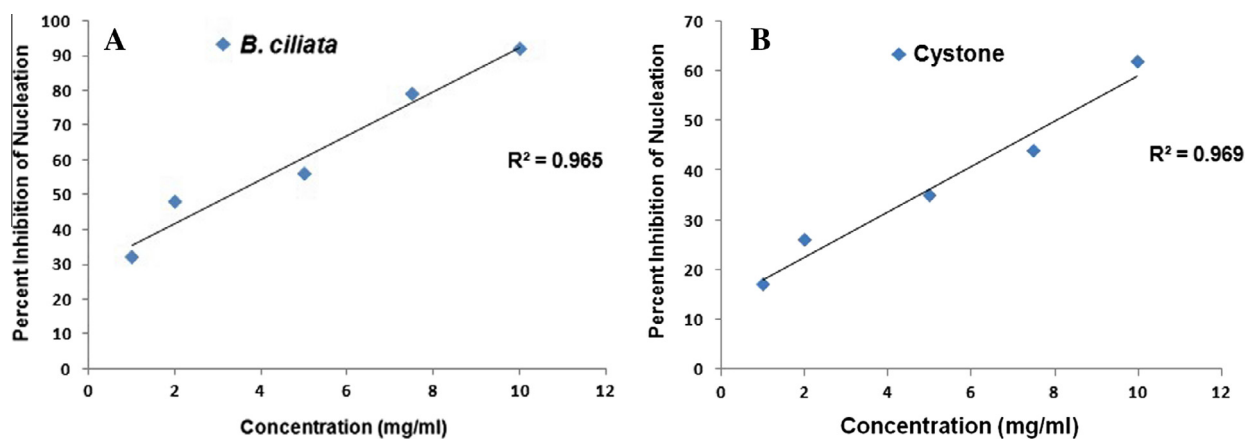 A
B. ciliata
Percent Inhibition of Nucleation
100
90
80
70
60
50
40
30
20
10
0
R² = 0.965
0 2 4 6 8 10 12
Concentration (mg/ml)
B
Cystone
Percent Inhibition of Nucleation
70
60
50
40
30
20
10
0
R² = 0.969
0 2 4 6 8 10 12
Concentration (mg/ml)